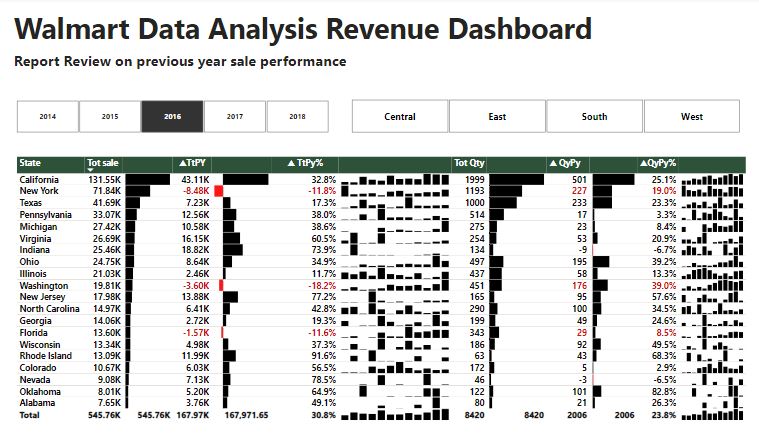 Walmart Data Analysis Revenue Dashboard
Report Review on previous year sale performance
2014 2015 2016 2017 2018 Central East South West
State Tot sale ▲TtPY ▲TtPy% Tot Qty ▲QyPy ▲QyPy%
California 131.55K 43.11K 32.8% 1999 501 25.1%
New York 71.84K -8.48K -11.8% 1193 227 19.0%
Texas 41.69K 7.23K 17.3% 1000 233 23.3%
Pennsylvania 33.07K 12.56K 38.0% 514 17 3.3%
Michigan 27.42K 10.58K 38.6% 275 23 8.4%
Virginia 26.69K 16.15K 60.5% 254 53 20.9%
Indiana 25.46K 18.82K 73.9% 134 -9 -6.7%
Ohio 24.75K 8.64K 34.9% 497 195 39.2%
Illinois 21.03K 2.46K 11.7% 437 58 13.3%
Washington 19.81K -3.60K -18.2% 451 176 39.0%
New Jersey 17.98K 13.88K 77.2% 165 95 57.6%
North Carolina 14.97K 6.41K 42.8% 290 100 34.5%
Georgia 14.06K 2.72K 19.3% 199 49 24.6%
Florida 13.60K -1.57K -11.6% 343 29 8.5%
Wisconsin 13.34K 4.98K 37.3% 186 92 49.5%
Rhode Island 13.09K 11.99K 91.6% 63 43 68.3%
Colorado 10.67K 6.03K 56.5% 172 5 2.9%
Nevada 9.08K 7.13K 78.5% 46 -3 -6.5%
Oklahoma 8.01K 5.20K 64.9% 122 101 82.8%
Alabama 7.65K 3.76K 49.1% 80 21 26.3%
Total 545.76K 545.76K 167.97K 167,971.65 30.8% 8420 8420 2006 2006 23.8%